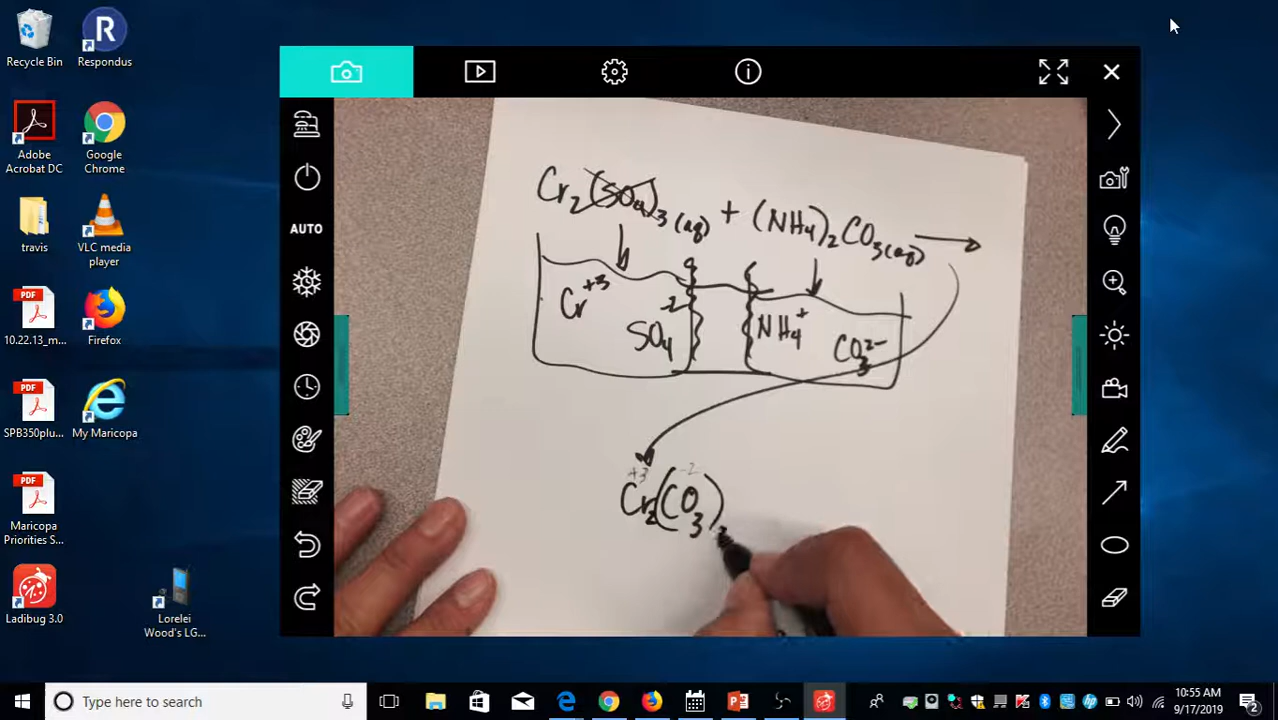 Recycle Bin
Respondus
Adobe Acrobat DC
Google Chrome
travis
VLC media player
10.22.13_m...
Firefox
SPB350plu...
My Maricopa
Maricopa Priorities S...
Ladibug 3.0
Lorelei Wood's LG...
AUTO
Cr₂(SO₄)₃(aq) + (NH₄)₂CO₃(aq) →
Cr⁺³ SO₄⁻² NH₄⁺ CO₃²⁻
+3 -2
Cr₂(CO₃)
Type here to search
10:55 AM
9/17/2019
2